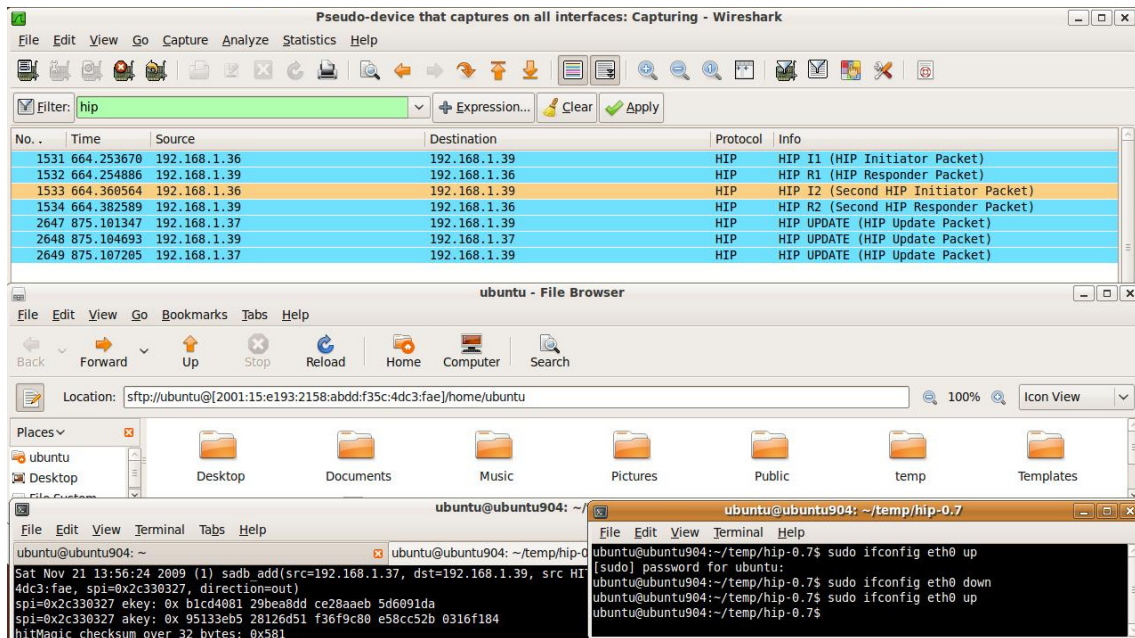 Pseudo-device that captures on all interfaces: Capturing - Wireshark
File Edit View Go Capture Analyze Statistics Help
Filter: hip Expression... Clear Apply
No. . Time Source Destination Protocol Info
1531 664.253670 192.168.1.36 192.168.1.39 HIP HIP I1 (HIP Initiator Packet)
1532 664.254886 192.168.1.39 192.168.1.36 HIP HIP R1 (HIP Responder Packet)
1533 664.360564 192.168.1.36 192.168.1.39 HIP HIP I2 (Second HIP Initiator Packet)
1534 664.382589 192.168.1.39 192.168.1.36 HIP HIP R2 (Second HIP Responder Packet)
2647 875.101347 192.168.1.37 192.168.1.39 HIP HIP UPDATE (HIP Update Packet)
2648 875.104693 192.168.1.39 192.168.1.37 HIP HIP UPDATE (HIP Update Packet)
2649 875.107205 192.168.1.37 192.168.1.39 HIP HIP UPDATE (HIP Update Packet)
ubuntu - File Browser
File Edit View Go Bookmarks Tabs Help
Back Forward Up Stop Reload Home Computer Search
Location: sftp://ubuntu@[2001:15:e193:2158:abdd:f35c:4dc3:fae]/home/ubuntu 100% Icon View
Places
ubuntu
Desktop
File System
Desktop Documents Music Pictures Public temp Templates
ubuntu@ubuntu904: ~/
File Edit View Terminal Tabs Help
ubuntu@ubuntu904: ~ ubuntu@ubuntu904: ~/temp/hip-0
Sat Nov 21 13:56:24 2009 (1) sadb_add(src=192.168.1.37, dst=192.168.1.39, src HI
4dc3:fae, spi=0x2c330327, direction=out)
spi=0x2c330327 ekey: 0x b1cd4081 29bea8dd ce28aaeb 5d6091da
spi=0x2c330327 akey: 0x 95133eb5 28126d51 f36f9c80 e58cc52b 0316f184
hitMagic checksum over 32 bytes: 0x581
ubuntu@ubuntu904: ~/temp/hip-0.7
File Edit View Terminal Help
ubuntu@ubuntu904:~/temp/hip-0.7$ sudo ifconfig eth0 up
[sudo] password for ubuntu:
ubuntu@ubuntu904:~/temp/hip-0.7$ sudo ifconfig eth0 down
ubuntu@ubuntu904:~/temp/hip-0.7$ sudo ifconfig eth0 up
ubuntu@ubuntu904:~/temp/hip-0.7$